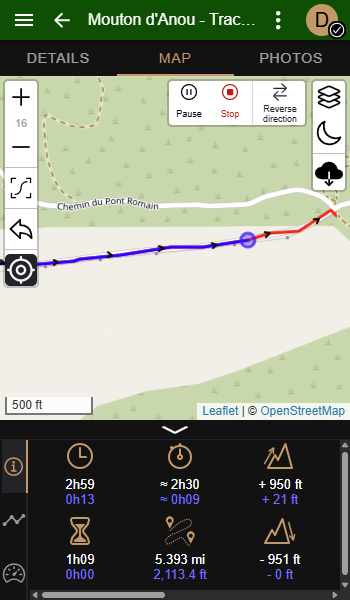 Mouton d'Anou - Trac...
D
DETAILS
MAP
PHOTOS
16
Pause
Stop
Reverse
direction
Chemin du Pont Romain
500 ft
Leaflet | © OpenStreetMap
2h59
≈ 2h30
+ 950 ft
0h13
≈ 0h09
+ 21 ft
1h09
5.393 mi
- 951 ft
0h00
2,113.4 ft
- 0 ft